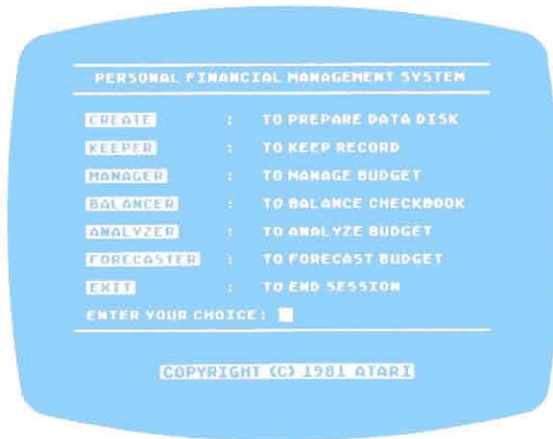 PERSONAL FINANCIAL MANAGEMENT SYSTEM
CREATE : TO PREPARE DATA DISK
KEEPER : TO KEEP RECORD
MANAGER : TO MANAGE BUDGET
BALANCER : TO BALANCE CHECKBOOK
ANALYZER : TO ANALYZE BUDGET
FORECASTER : TO FORECAST BUDGET
EXIT : TO END SESSION
ENTER YOUR CHOICE:
COPYRIGHT (C) 1981 ATARI